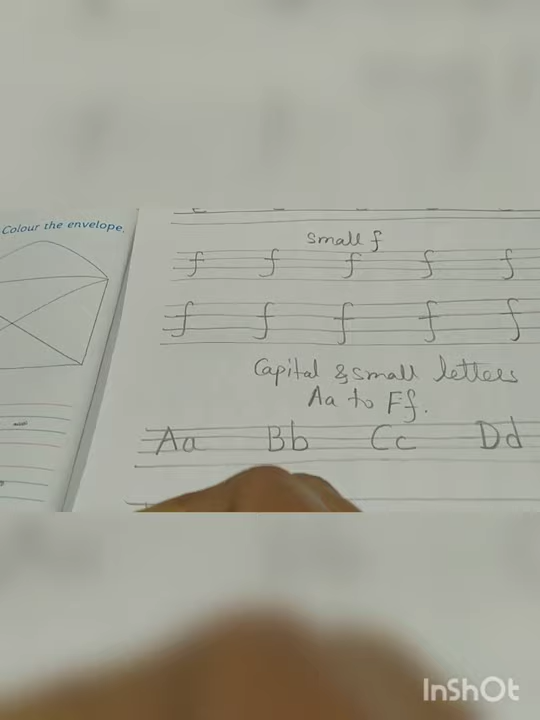 Colour the envelope.
small f
f f f f f
f f f f f
Capital & small letters
Aa to Ff.
Aa Bb Cc Dd
InShOt